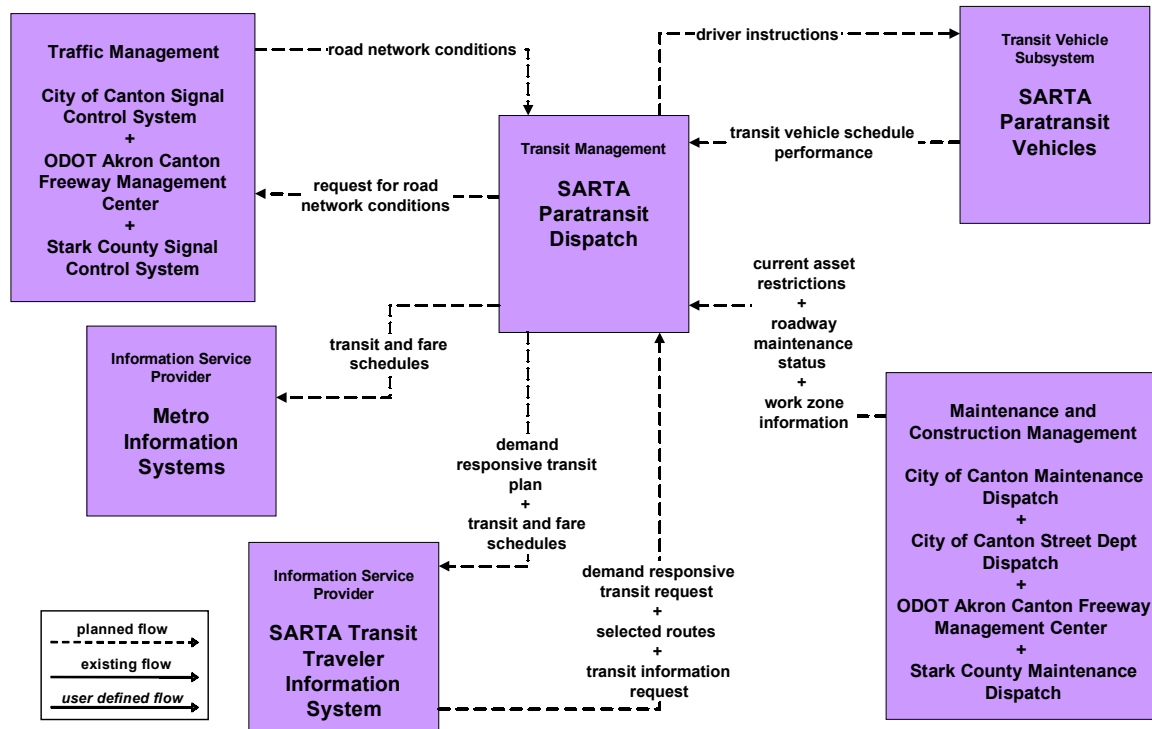 Traffic Management
City of Canton Signal
Control System
+
ODOT Akron Canton
Freeway Management
Center
+
Stark County Signal
Control System
road network conditions
driver instructions
Transit Vehicle
Subsystem
SARTA
Paratransit
Vehicles
Transit Management
SARTA
Paratransit
Dispatch
transit vehicle schedule
performance
request for road
network conditions
current asset
restrictions
+
roadway
maintenance
status
+
work zone
information
Information Service
Provider
Metro
Information
Systems
transit and fare
schedules
demand
responsive transit
plan
+
transit and fare
schedules
Maintenance and
Construction Management
City of Canton Maintenance
Dispatch
+
City of Canton Street Dept
Dispatch
+
ODOT Akron Canton Freeway
Management Center
+
Stark County Maintenance
Dispatch
Information Service
Provider
SARTA Transit
Traveler
Information
System
demand responsive
transit request
+
selected routes
+
transit information
request
planned flow
existing flow
user defined flow